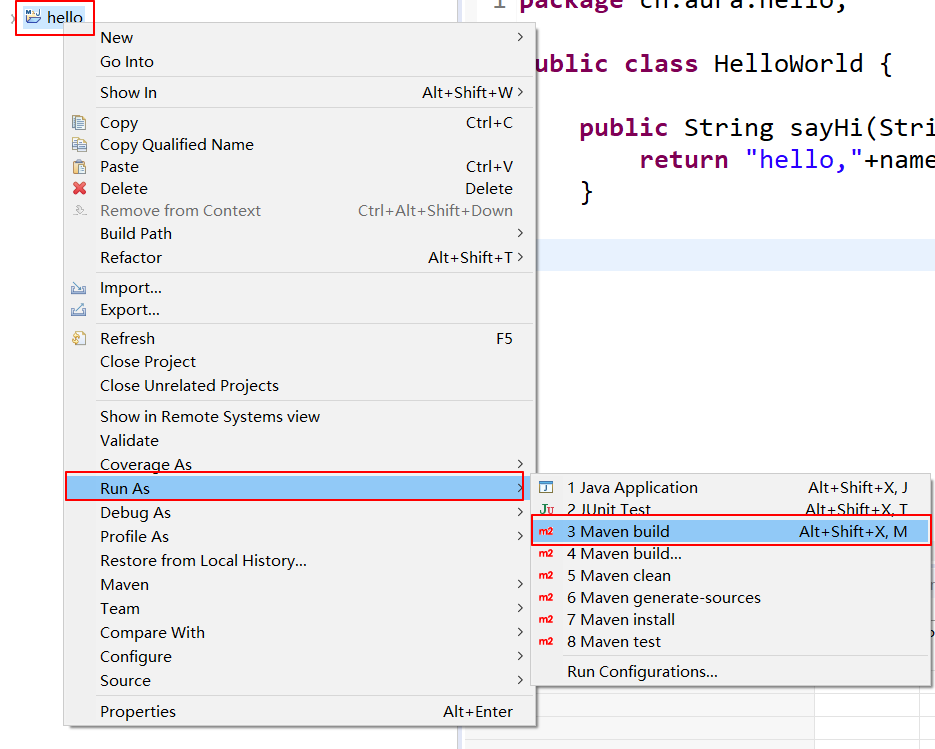 hello
1 package cn.aura.hello;
public class HelloWorld {
public String sayHi(Stri
return "hello,"+name
}
New
Go Into
Show In Alt+Shift+W
Copy Ctrl+C
Copy Qualified Name
Paste Ctrl+V
Delete Delete
Remove from Context Ctrl+Alt+Shift+Down
Build Path
Refactor Alt+Shift+T
Import...
Export...
Refresh F5
Close Project
Close Unrelated Projects
Show in Remote Systems view
Validate
Coverage As
Run As
Debug As
Profile As
Restore from Local History...
Maven
Team
Compare With
Configure
Source
Properties Alt+Enter
1 Java Application Alt+Shift+X, J
Ju 2 JUnit Test Alt+Shift+X, T
m2 3 Maven build Alt+Shift+X, M
m2 4 Maven build...
m2 5 Maven clean
m2 6 Maven generate-sources
m2 7 Maven install
m2 8 Maven test
Run Configurations...